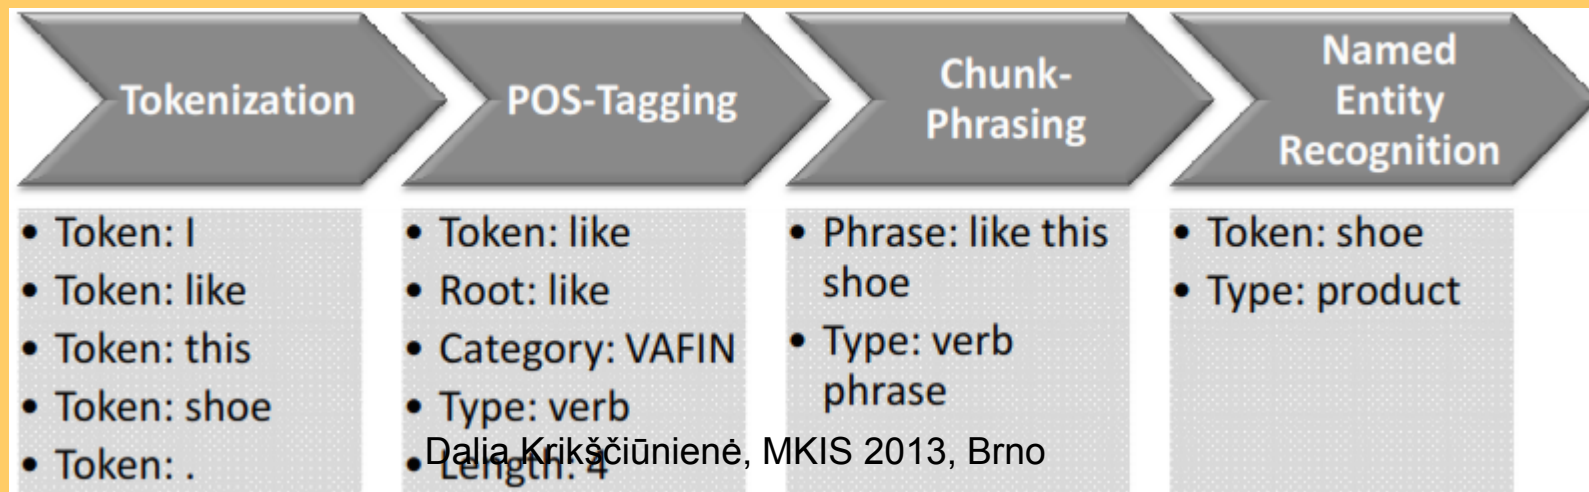 Tokenization
POS-Tagging
Chunk-
Phrasing
Named
Entity
Recognition
• Token: I
• Token: like
• Token: this
• Token: shoe
• Token: .
• Token: like
• Root: like
• Category: VAFIN
• Type: verb
• Length: 4
• Phrase: like this
shoe
• Type: verb
phrase
• Token: shoe
• Type: product
Dalia Krikščiūnienė, MKIS 2013, Brno